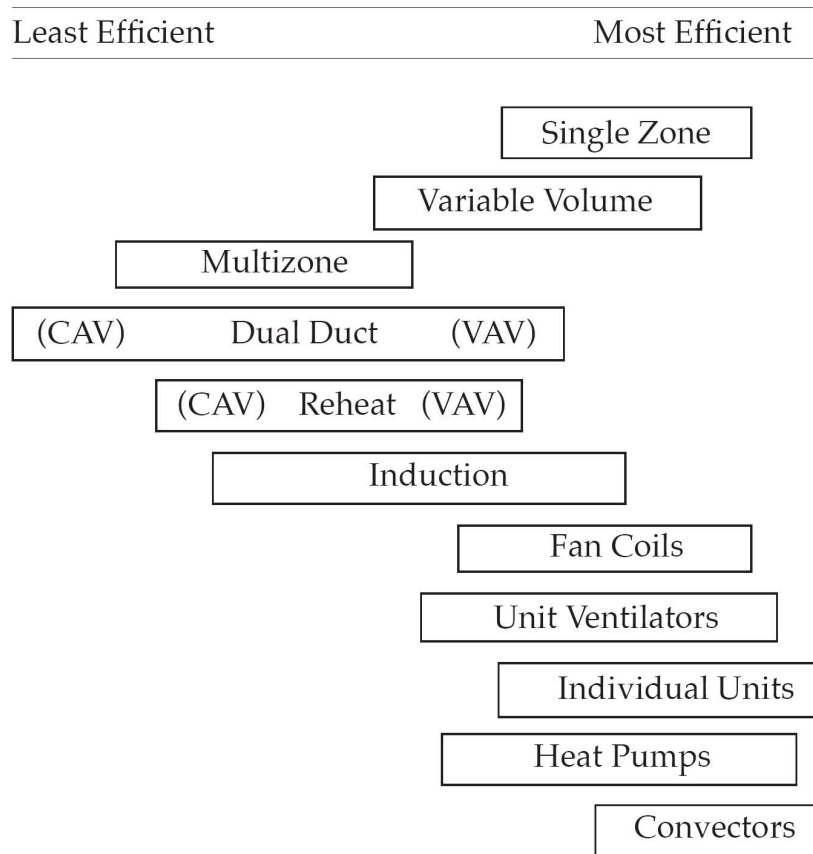 Least Efficient Most Efficient
Single Zone
Variable Volume
Multizone
(CAV) Dual Duct (VAV)
(CAV) Reheat (VAV)
Induction
Fan Coils
Unit Ventilators
Individual Units
Heat Pumps
Convectors